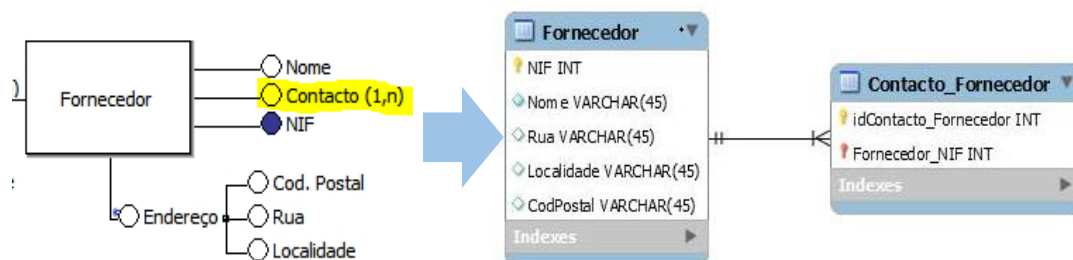 )
Fornecedor
Nome
Contacto (1,n)
NIF
Endereço
Cod. Postal
Rua
Localidade
Fornecedor
NIF INT
Nome VARCHAR(45)
Rua VARCHAR(45)
Localidade VARCHAR(45)
CodPostal VARCHAR(45)
Indexes
Contacto_Fornecedor
idContacto_Fornecedor INT
Fornecedor_NIF INT
Indexes